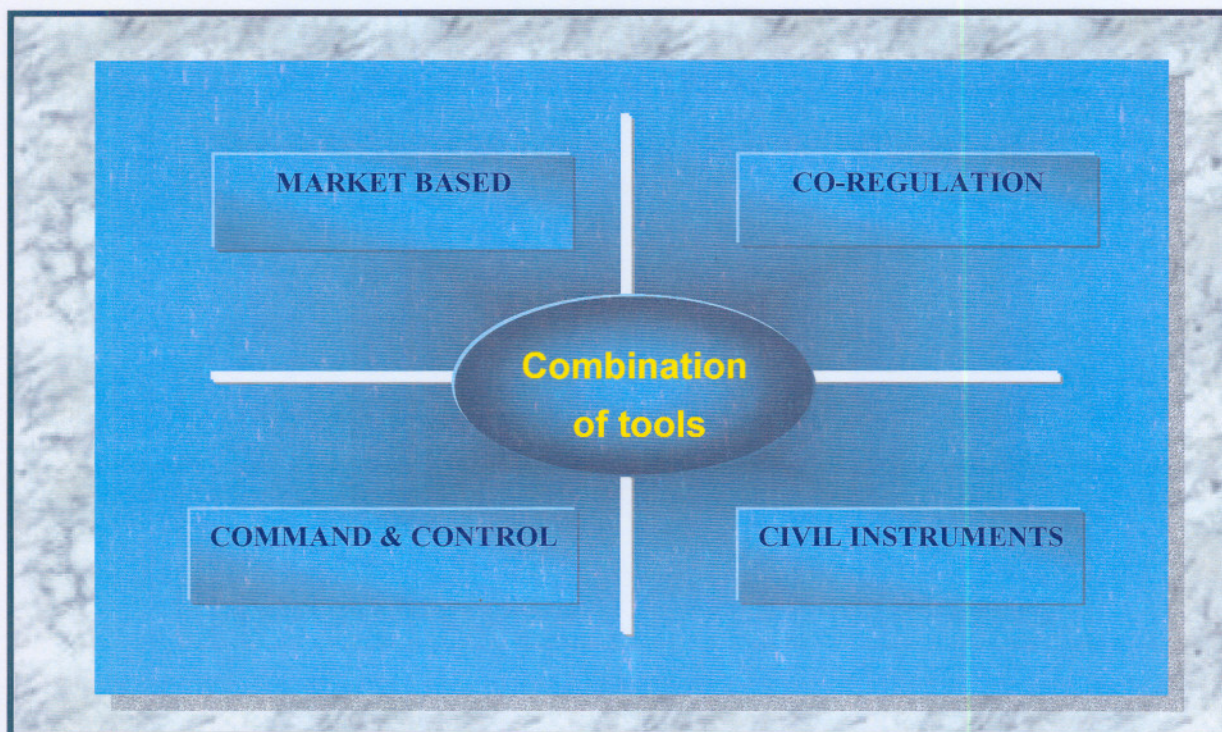 MARKET BASED
CO-REGULATION
Combination
of tools
COMMAND & CONTROL
CIVIL INSTRUMENTS